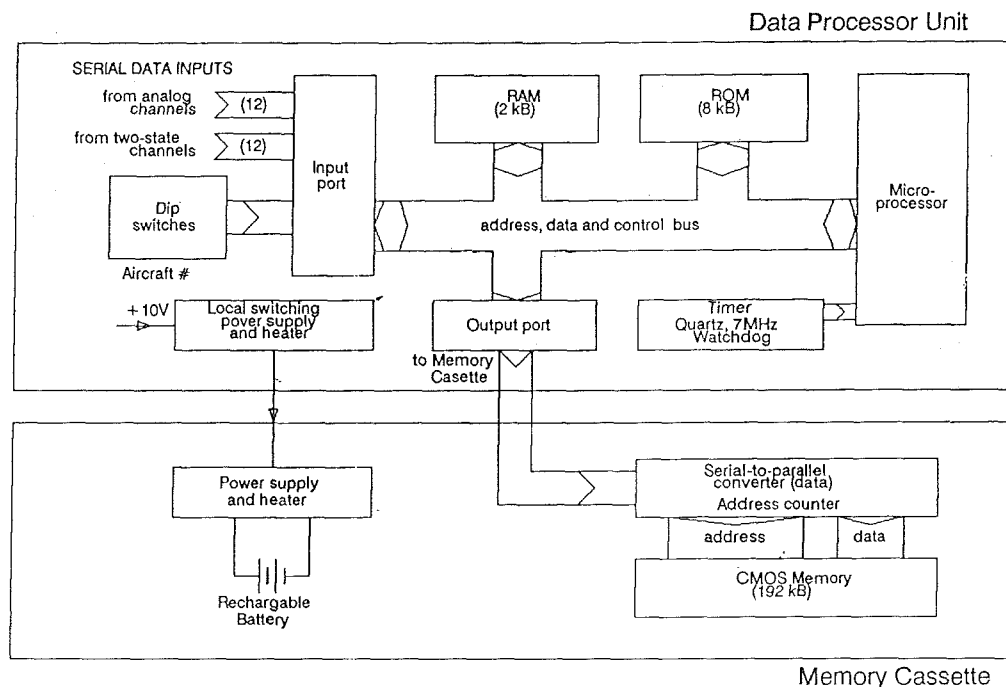 Data Processor Unit
SERIAL DATA INPUTS
from analog
channels
(12)
from two-state
channels
(12)
Dip
switches
Aircraft #
Input
port
RAM
(2 kB)
ROM
(8 kB)
Micro-
processor
address, data and control bus
+10V
Local switching
power supply
and heater
Output port
to Memory
Casette
Timer
Quartz, 7MHz
Watchdog
Power supply
and heater
Rechargable
Battery
Serial-to-parallel
converter (data)
Address counter
address
data
CMOS Memory
(192 kB)
Memory Cassette